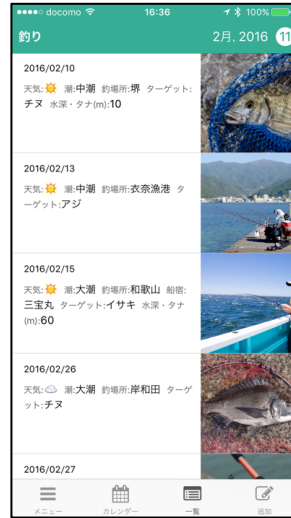 docomo 16:36 100%
釣り 2月, 2016 11
2016/02/10
天気: 潮:中潮 釣場所:堺 ターゲット:
チヌ 水深・タナ(m):10
2016/02/13
天気: 潮:中潮 釣場所:衣奈漁港 タ
ーゲット:アジ
2016/02/15
天気: 潮:大潮 釣場所:和歌山 船宿:
三宝丸 ターゲット:イサキ 水深・タナ
(m):60
2016/02/26
天気: 潮:大潮 釣場所:岸和田 ターゲ
ット:チヌ
2016/02/27
メニュー カレンダー 一覧 追加